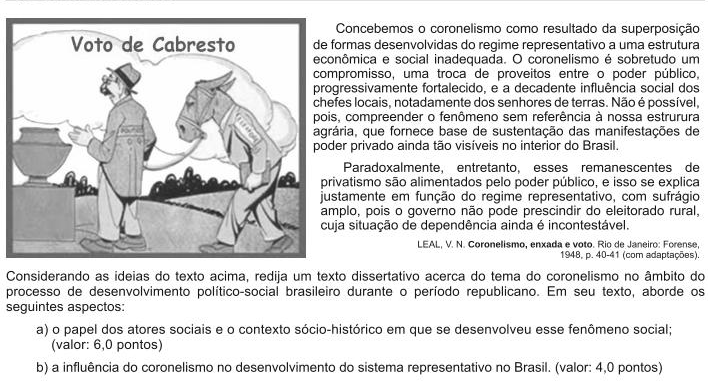 Voto de Cabresto
Concebemos o coronelismo como resultado da superposição
de formas desenvolvidas do regime representativo a uma estrutura
econômica e social inadequada. O coronelismo é sobretudo um
compromisso, uma troca de proveitos entre o poder público,
progressivamente fortalecido, e a decadente influência social dos
chefes locais, notadamente dos senhores de terras. Não é possível,
pois, compreender o fenômeno sem referência à nossa estrurura
agrária, que fornece base de sustentação das manifestações de
poder privado ainda tão visíveis no interior do Brasil.
Paradoxalmente, entretanto, esses remanescentes de
privatismo são alimentados pelo poder público, e isso se explica
justamente em função do regime representativo, com sufrágio
amplo, pois o governo não pode prescindir do eleitorado rural,
cuja situação de dependência ainda é incontestável.
LEAL, V. N. Coronelismo, enxada e voto. Rio de Janeiro: Forense,
1948, p. 40-41 (com adaptações).
Considerando as ideias do texto acima, redija um texto dissertativo acerca do tema do coronelismo no âmbito do
processo de desenvolvimento político-social brasileiro durante o período republicano. Em seu texto, aborde os
seguintes aspectos:
a) o papel dos atores sociais e o contexto sócio-histórico em que se desenvolveu esse fenômeno social;
(valor: 6,0 pontos)
b) a influência do coronelismo no desenvolvimento do sistema representativo no Brasil. (valor: 4,0 pontos)